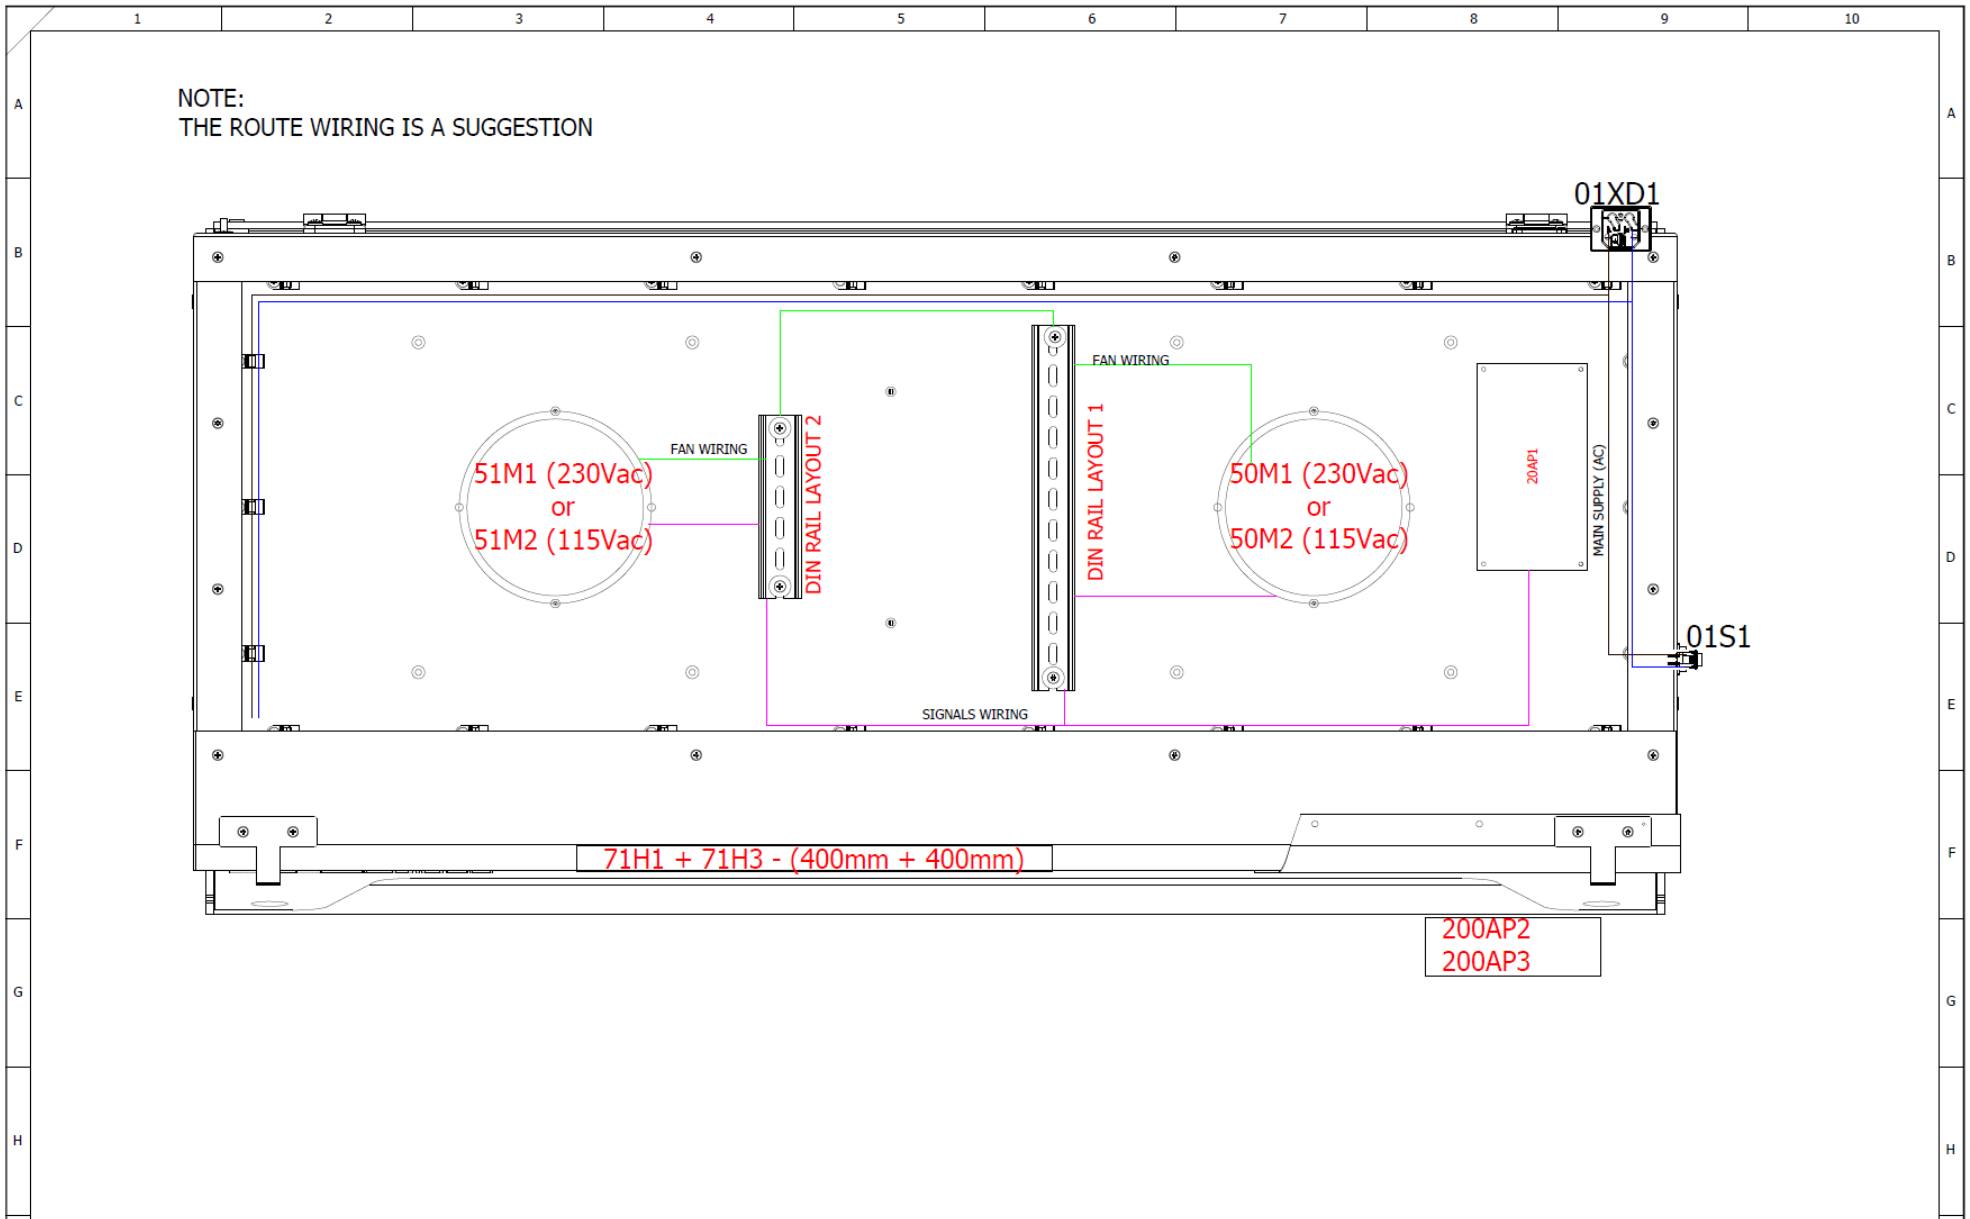 1 2 3 4 5 6 7 8 9 10
A A
NOTE:
THE ROUTE WIRING IS A SUGGESTION
01XD1
B B
FAN WIRING
C C
DIN RAIL LAYOUT 2
DIN RAIL LAYOUT 1
FAN WIRING
51M1 (230Vac)
or
51M2 (115Vac)
50M1 (230Vac)
or
50M2 (115Vac)
20AP1
MAIN SUPPLY (AC)
D D
01S1
E E
SIGNALS WIRING
F F
71H1 + 71H3 - (400mm + 400mm)
200AP2
200AP3
G G
H H